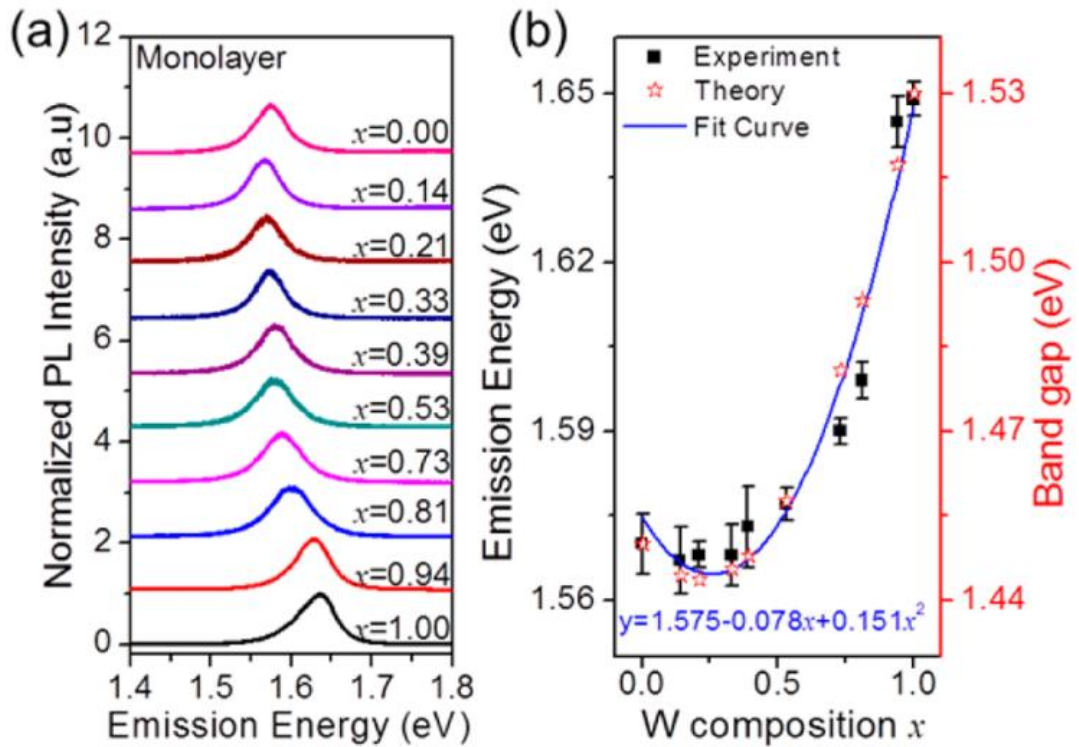 (a)
Normalized PL Intensity (a.u)
12
10
8
6
4
2
0
Monolayer
x=0.00
x=0.14
x=0.21
x=0.33
x=0.39
x=0.53
x=0.73
x=0.81
x=0.94
x=1.00
1.4 1.5 1.6 1.7 1.8
Emission Energy (eV)
(b)
Emission Energy (eV)
1.65
1.62
1.59
1.56
Experiment
Theory
Fit Curve
y=1.575-0.078x+0.151x²
0.0 0.5 1.0
W composition x
1.53
1.50
1.47
1.44
Band gap (eV)